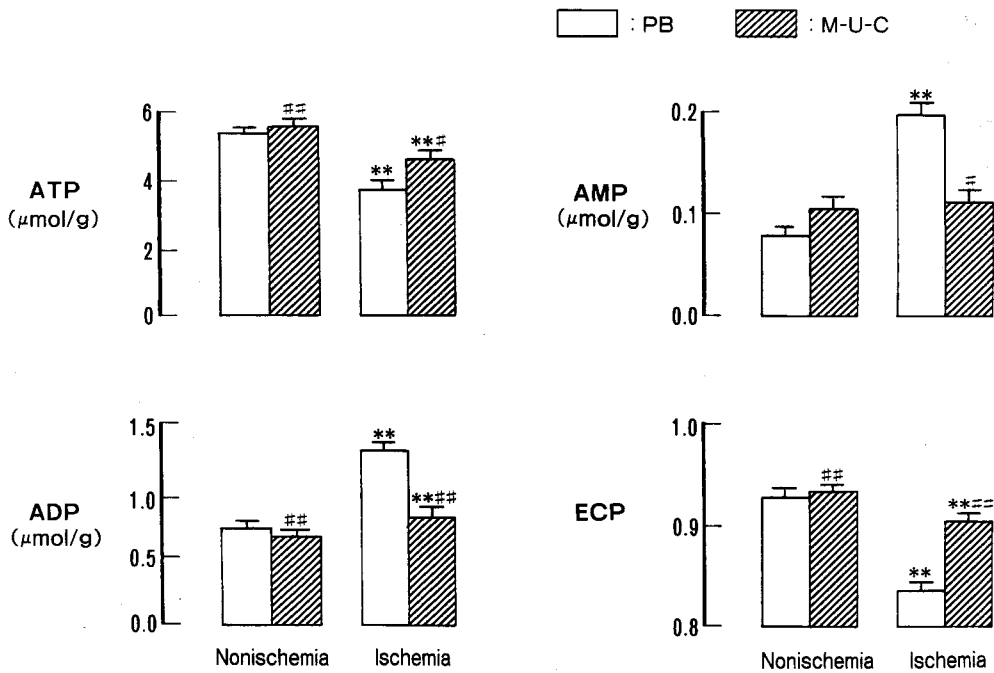 : PB : M-U-C
ATP
(μmol/g)
6
4
2
0
##
**
**#
AMP
(μmol/g)
0.2
0.1
0.0
**
#
ADP
(μmol/g)
1.5
1.0
0.5
0.0
##
**
**##
Nonischemia Ischemia
ECP
1.0
0.9
0.8
##
**
**##
Nonischemia Ischemia